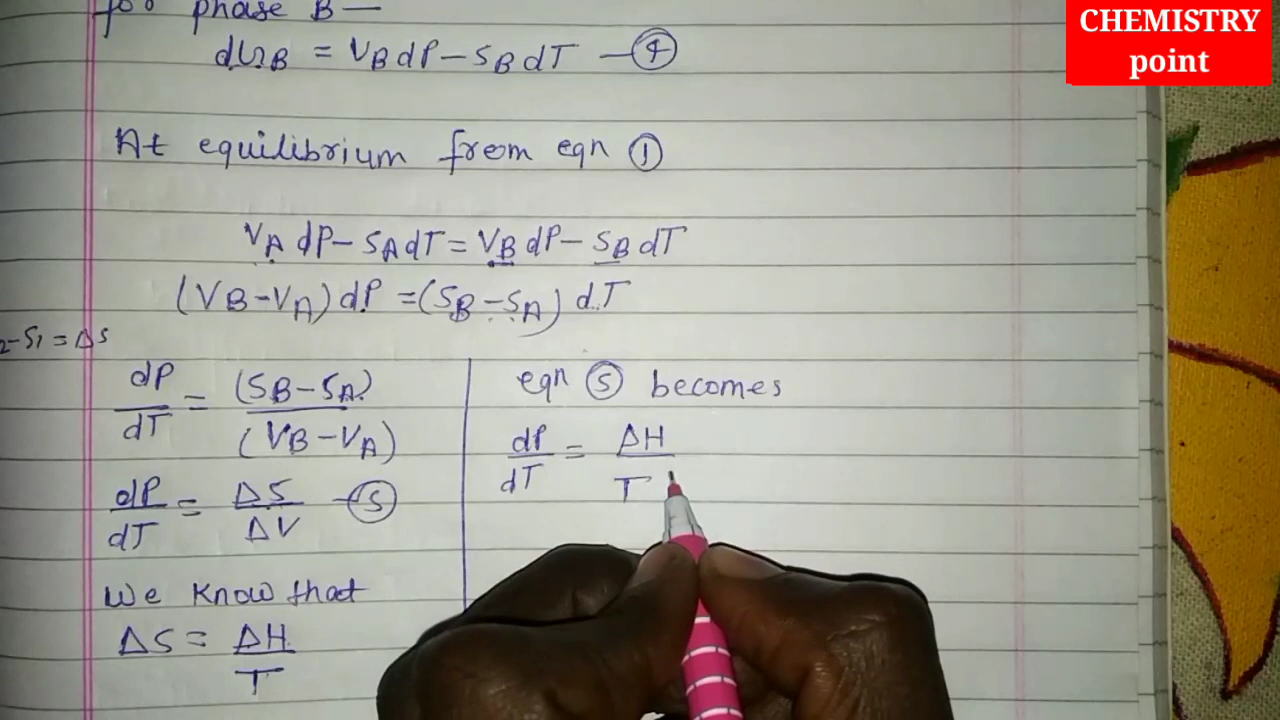 CHEMISTRY
point
for phase B —
dGB = VB dP - SB dT — ④
At equilibrium from eqn ①
VA dP - SA dT = VB dP - SB dT
(VB - VA) dP = (SB - SA) dT
2 - S1 = ΔS
dP/dT = (SB - SA)/(VB - VA)
dP/dT = ΔS/ΔV — ⑤
We know that
ΔS = ΔH/T
eqn ⑤ becomes
dP/dT = ΔH/T